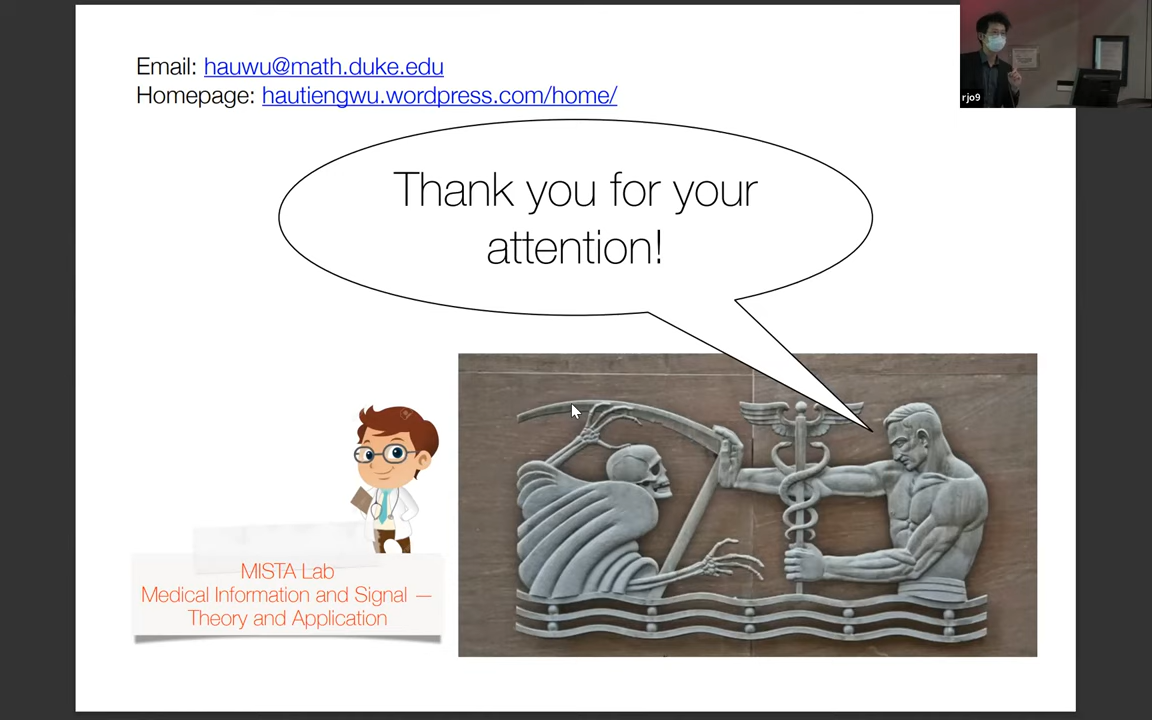 Email: hauwu@math.duke.edu
Homepage: hautiengwu.wordpress.com/home/
rjo9
Thank you for your
attention!
MISTA Lab
Medical Information and Signal —
Theory and Application